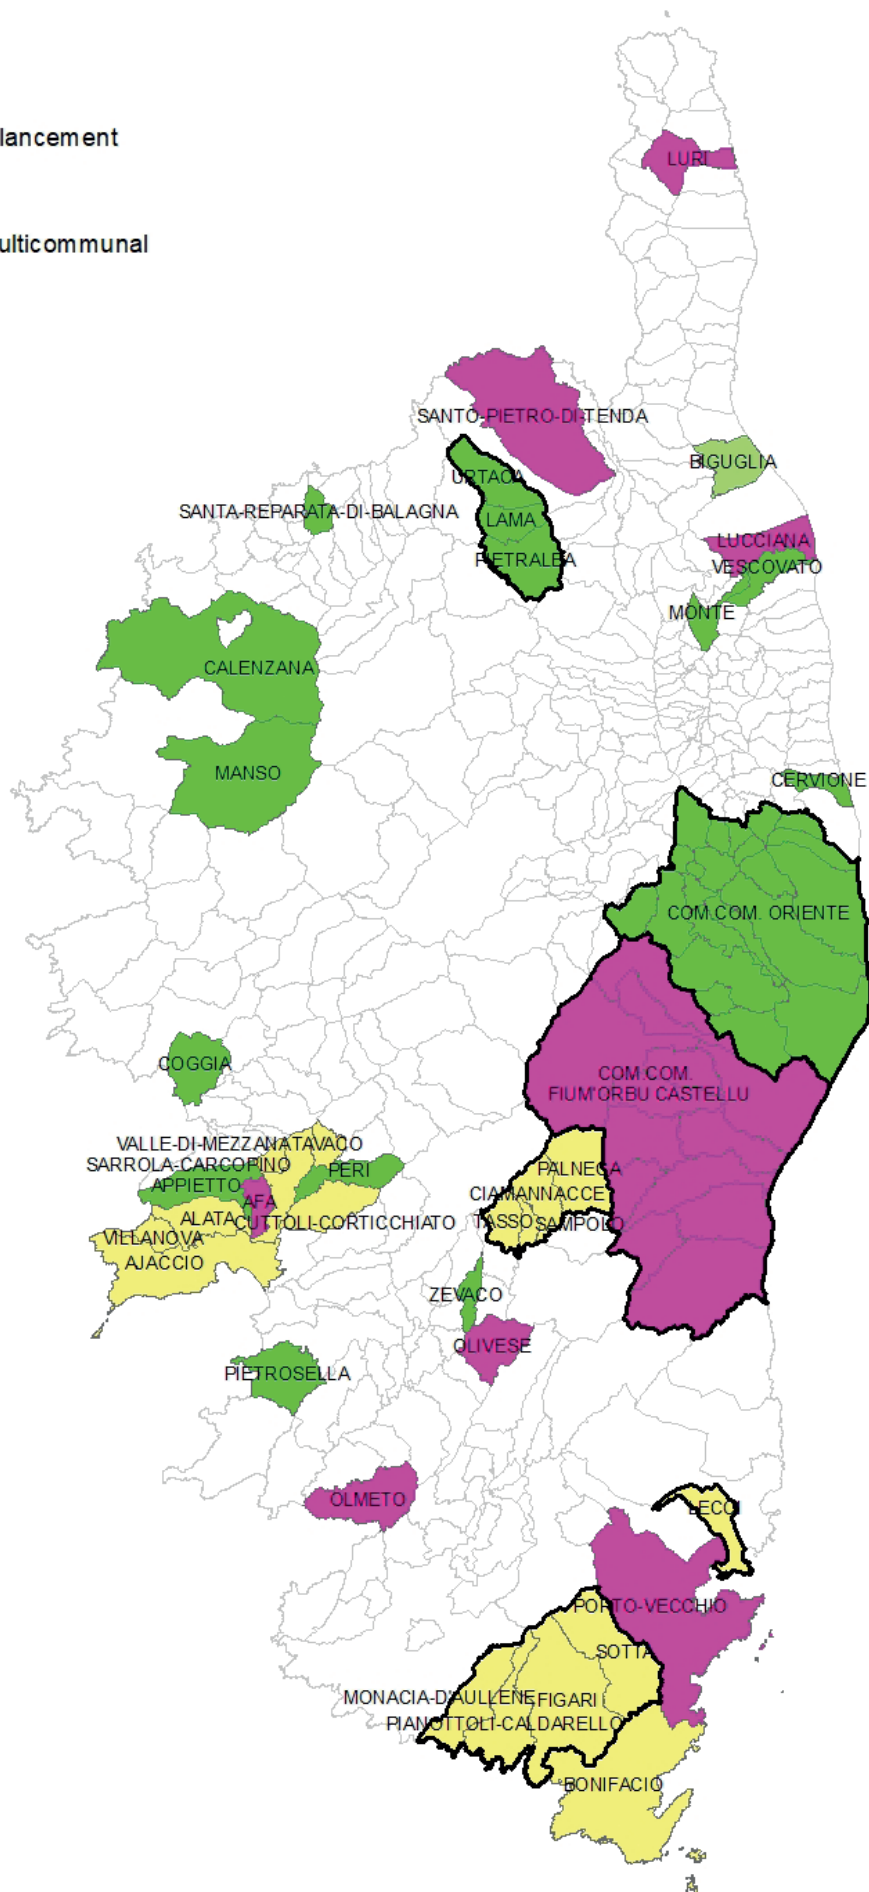 lancement
ulticommunal
LURI
SANTO-PIETRO-DI-TENDA
BIGUGLIA
URTACA
SANTA-REPARATA-DI-BALAGNA
LAMA
LUCCIANA
PIETRALBA
VESCOVATO
MONTE
CALENZANA
MANSO
CERVIONE
COM.COM. ORIENTE
COGGIA
COM.COM.
FIUM'ORBU CASTELLU
VALLE-DI-MEZZANA TAVACO
SARROLA-CARCOPINO
PERI
PALNECA
APPIETTO
AFA
CIAMANNACCE
ALATA
CUTTOLI-CORTICCHIATO
TASSO
SAMPOLO
VILLANOVA
AJACCIO
ZEVACO
OLIVESE
PIETROSELLA
OLMETO
LECCI
PORTO-VECCHIO
SOTTA
MONACIA-D'AULLENE
FIGARI
PIANOTTOLI-CALDARELLO
BONIFACIO